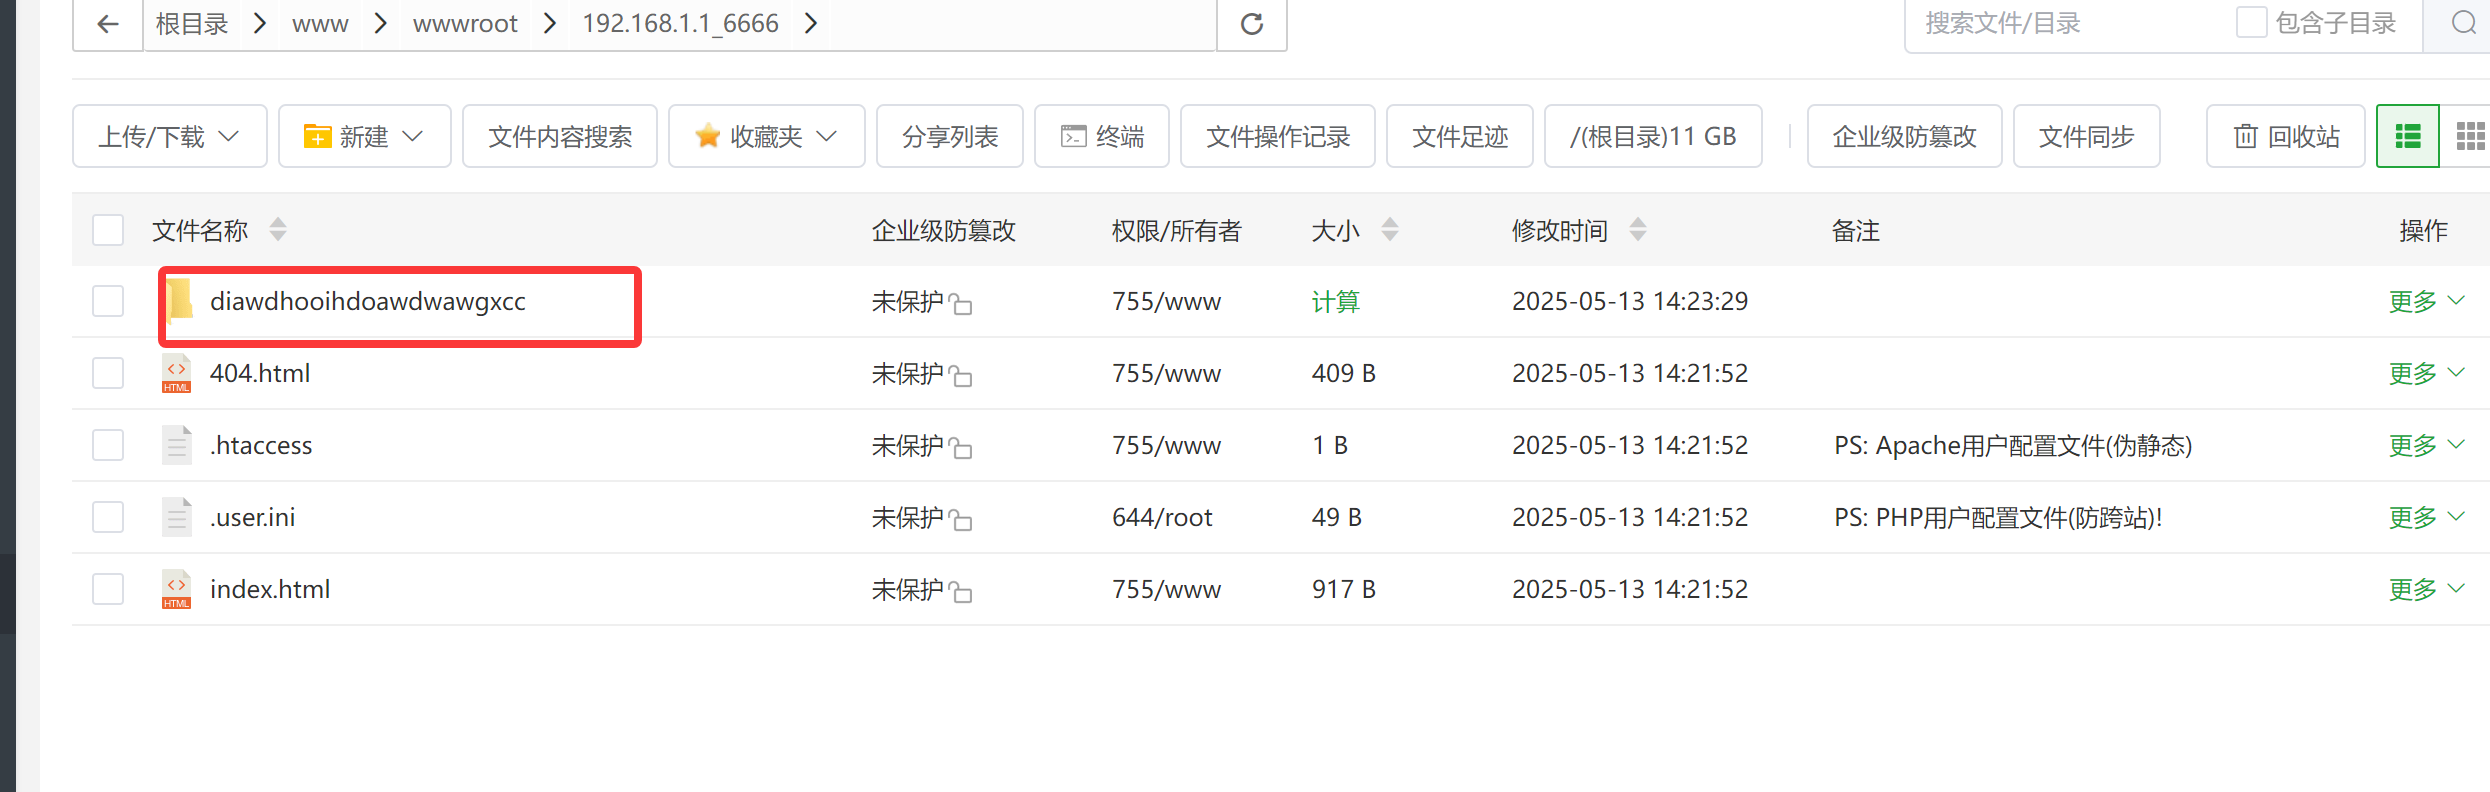 根目录 > www > wwwroot > 192.168.1.1_6666 > 搜索文件/目录 包含子目录
上传/下载 新建 文件内容搜索 收藏夹 分享列表 终端 文件操作记录 文件足迹 /(根目录)11 GB 企业级防篡改 文件同步 回收站
文件名称 企业级防篡改 权限/所有者 大小 修改时间 备注 操作
diawdhooihdoawdwawgxcc 未保护 755/www 计算 2025-05-13 14:23:29 更多
404.html 未保护 755/www 409 B 2025-05-13 14:21:52 更多
.htaccess 未保护 755/www 1 B 2025-05-13 14:21:52 PS: Apache用户配置文件(伪静态) 更多
.user.ini 未保护 644/root 49 B 2025-05-13 14:21:52 PS: PHP用户配置文件(防跨站)! 更多
index.html 未保护 755/www 917 B 2025-05-13 14:21:52 更多